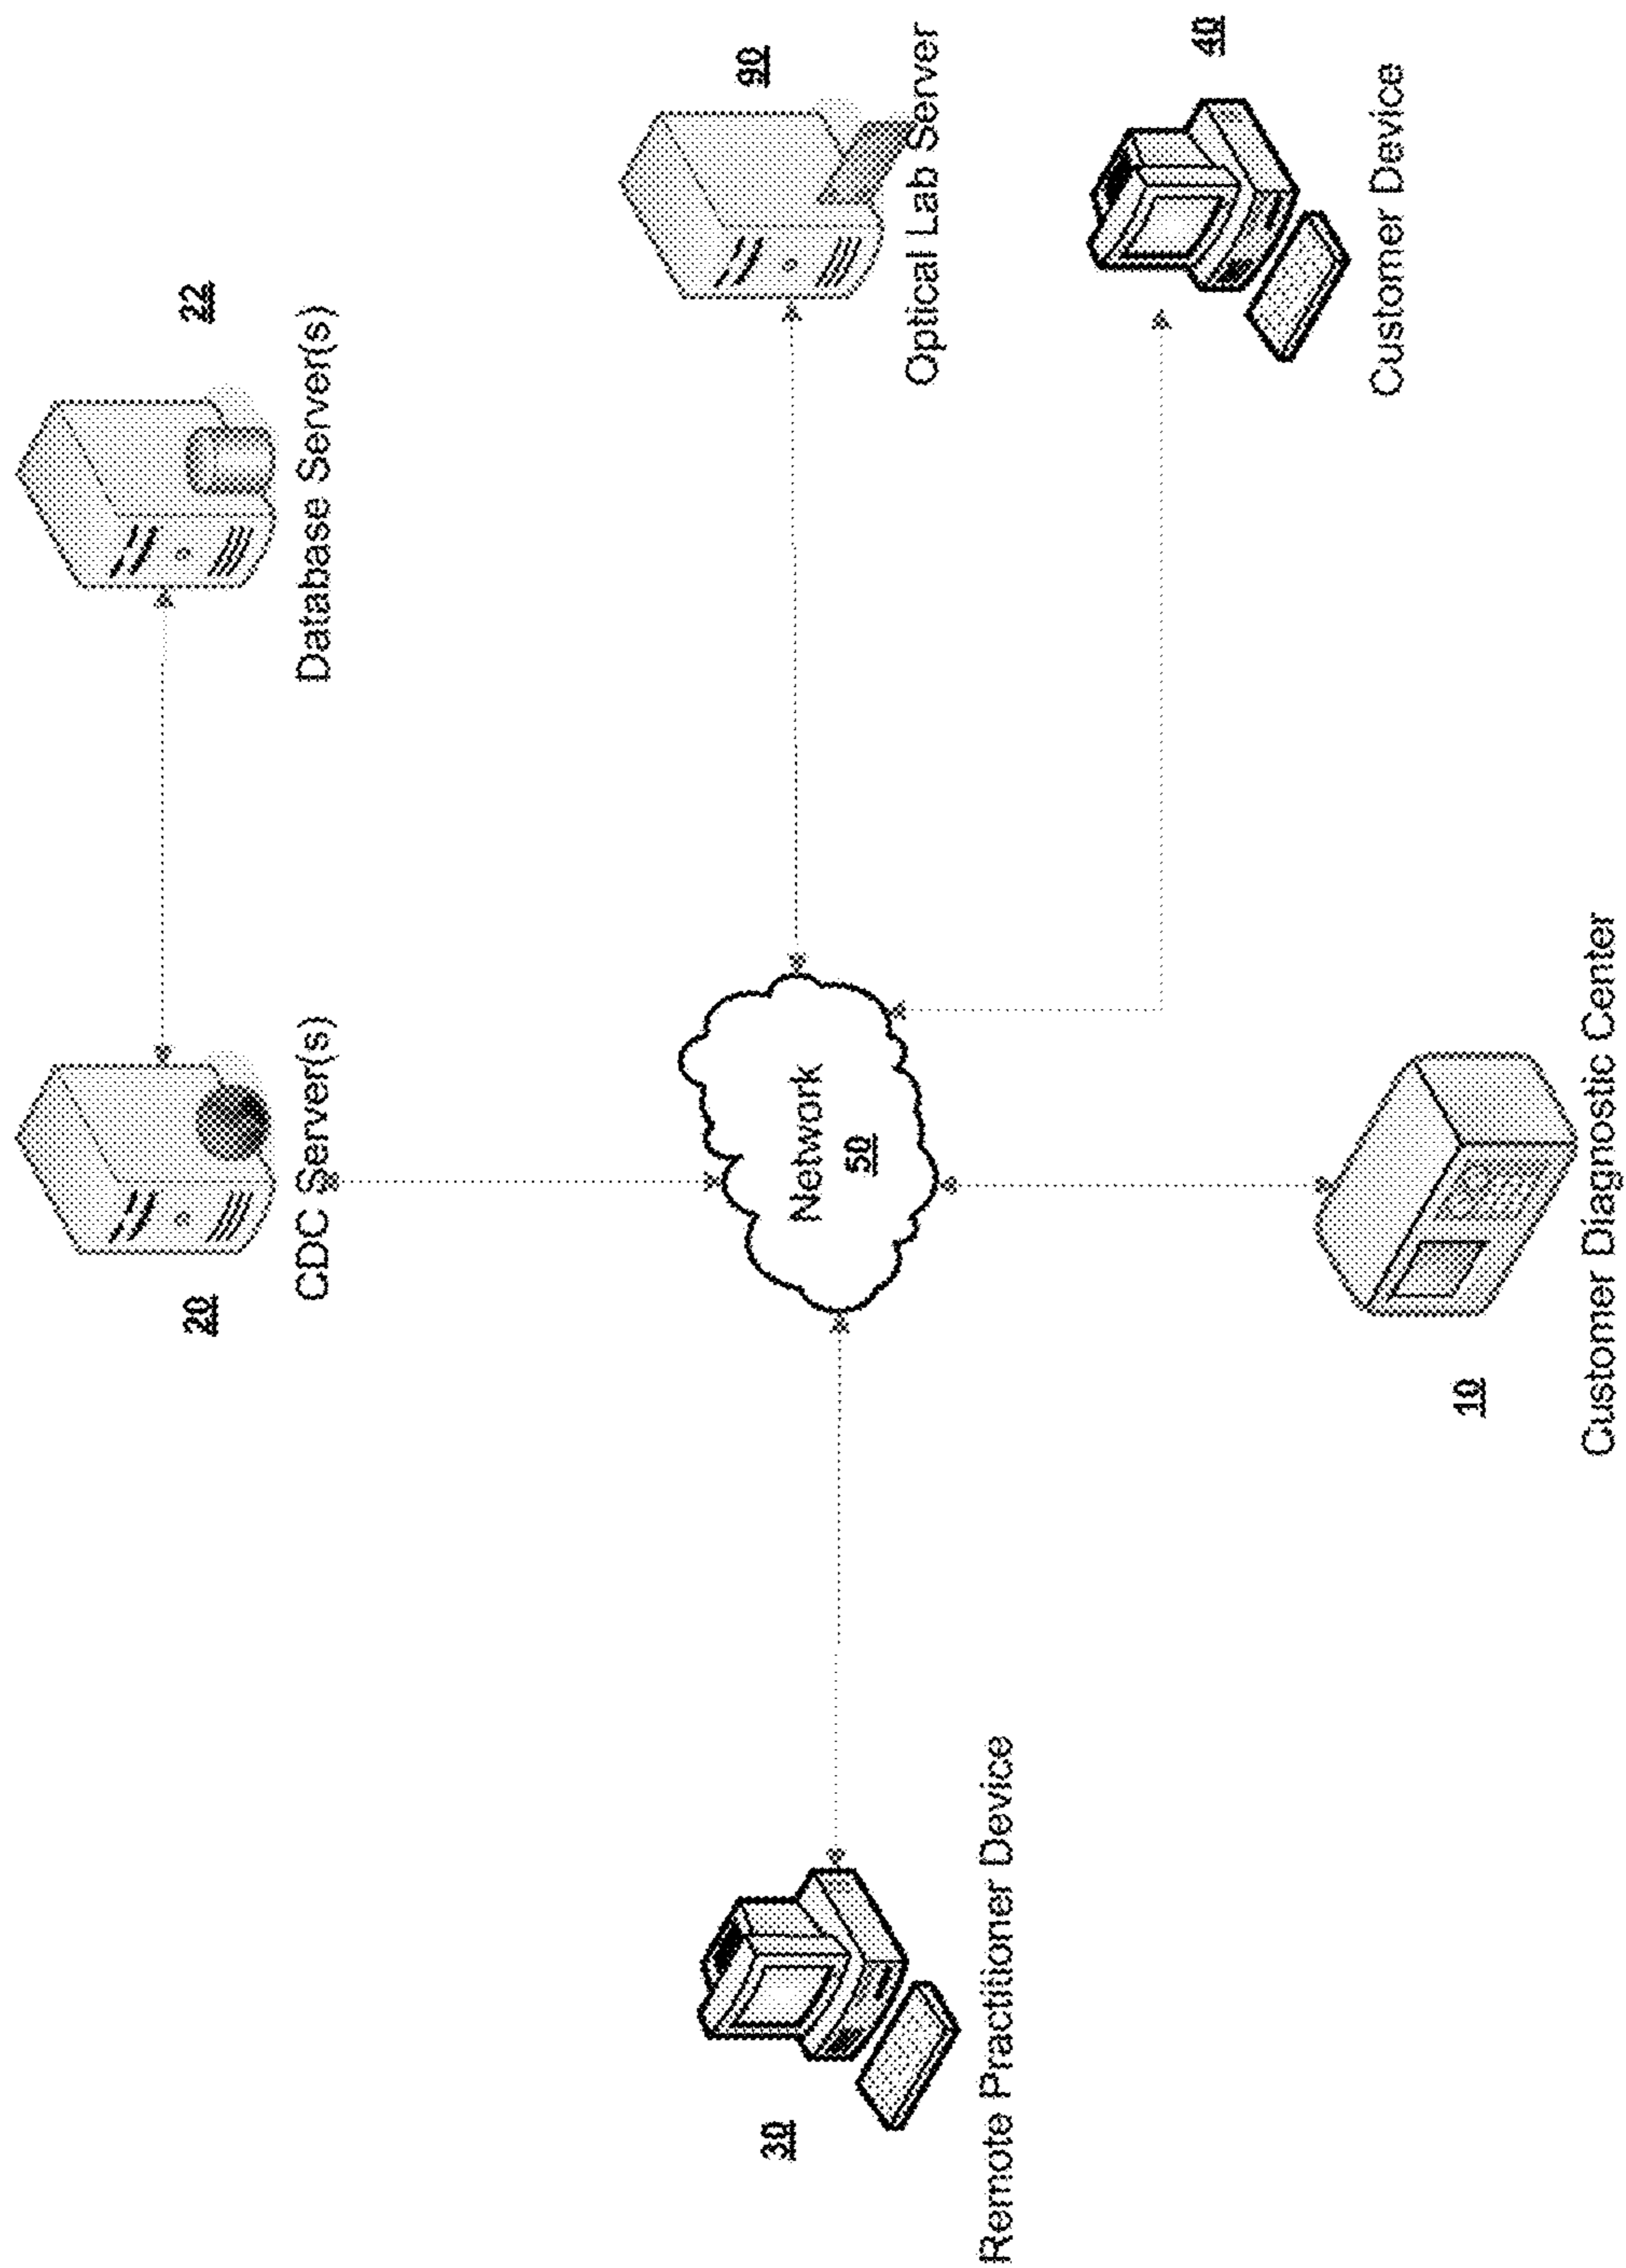 20
22
CDC Server(s)
Database Server(s)
90
Network
50
Optical Lab Server
30
Remote Practitioner Device
40
Customer Device
10
Customer Diagnostic Center